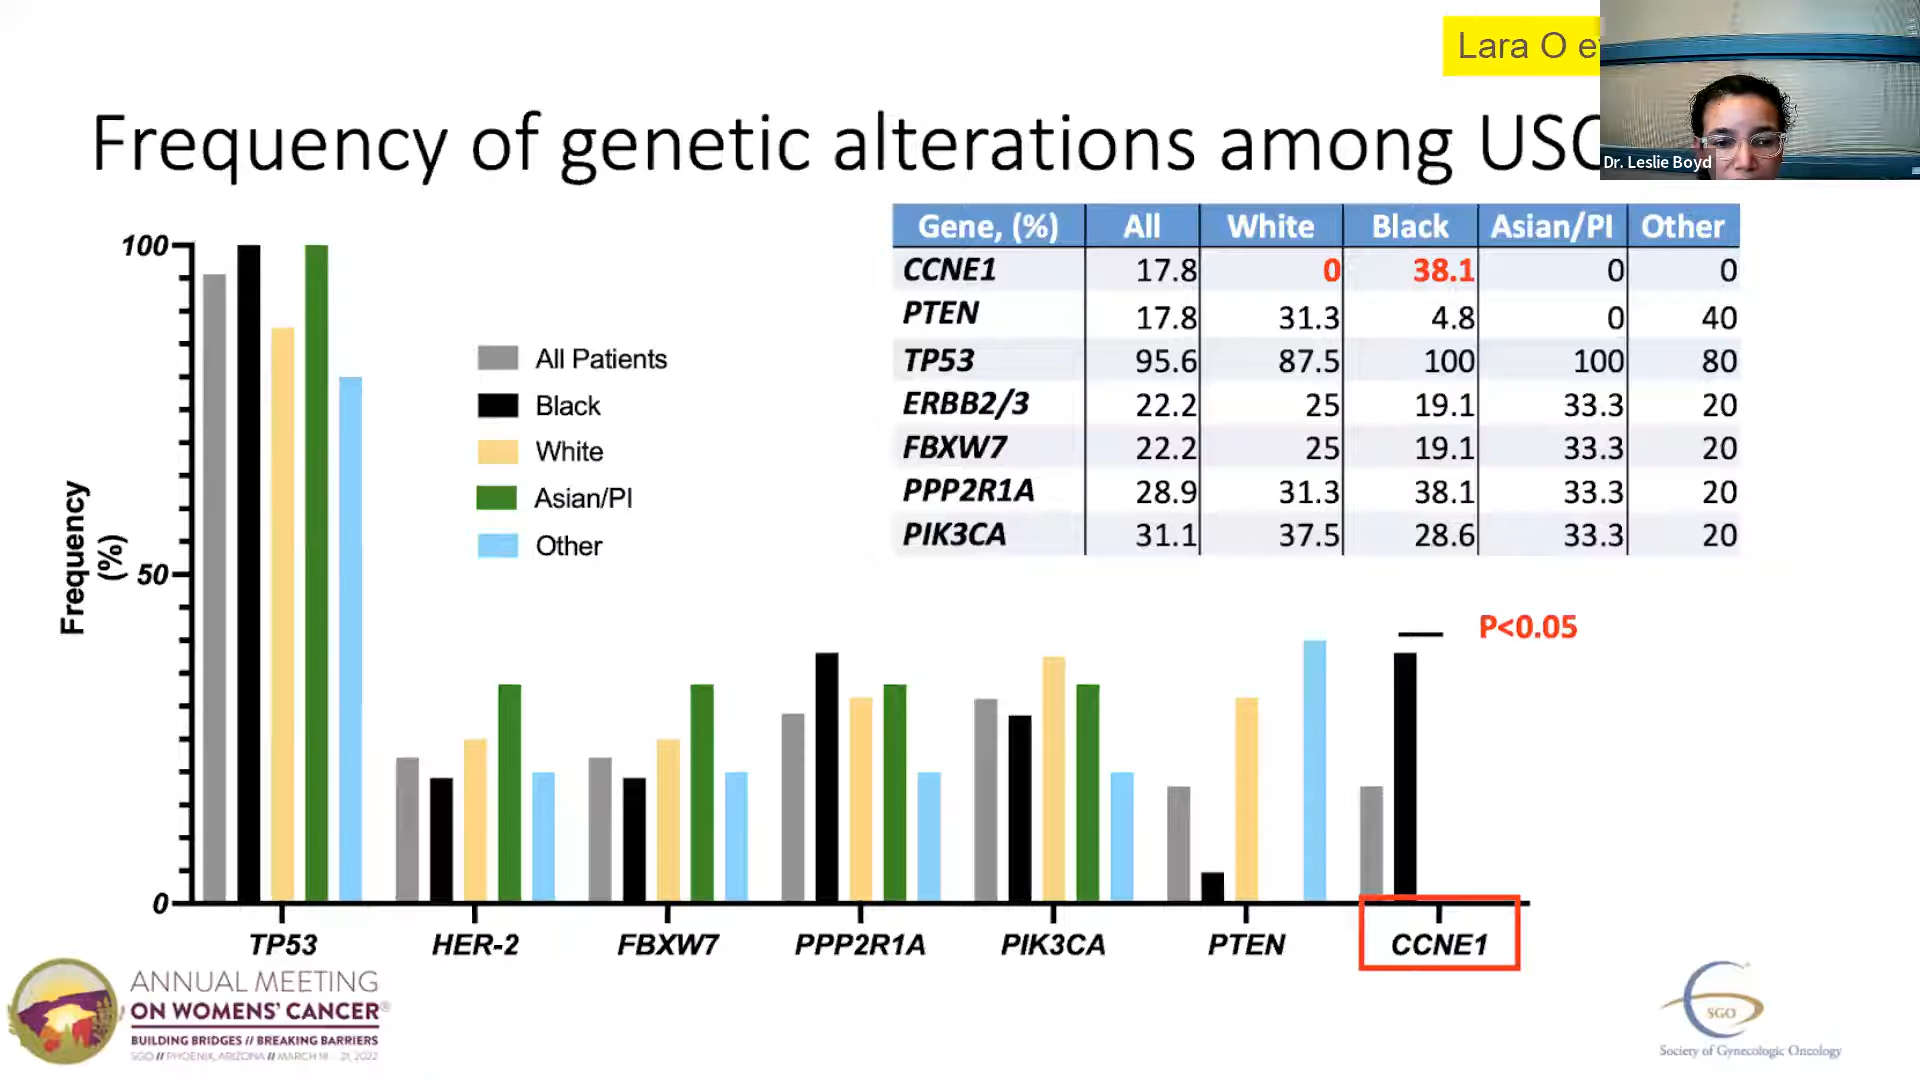 Lara O e
Frequency of genetic alterations among USC
Dr. Leslie Boyd
Gene, (%) All White Black Asian/PI Other
CCNE1 17.8 0 38.1 0 0
PTEN 17.8 31.3 4.8 0 40
TP53 95.6 87.5 100 100 80
ERBB2/3 22.2 25 19.1 33.3 20
FBXW7 22.2 25 19.1 33.3 20
PPP2R1A 28.9 31.3 38.1 33.3 20
PIK3CA 31.1 37.5 28.6 33.3 20
Frequency
(%)
100
50
0
All Patients
Black
White
Asian/PI
Other
P<0.05
TP53 HER-2 FBXW7 PPP2R1A PIK3CA PTEN CCNE1
ANNUAL MEETING
ON WOMENS' CANCER®
BUILDING BRIDGES // BREAKING BARRIERS
SGO // PHOENIX, ARIZONA // MARCH 18 - 21, 2022
SGO
Society of Gynecologic Oncology